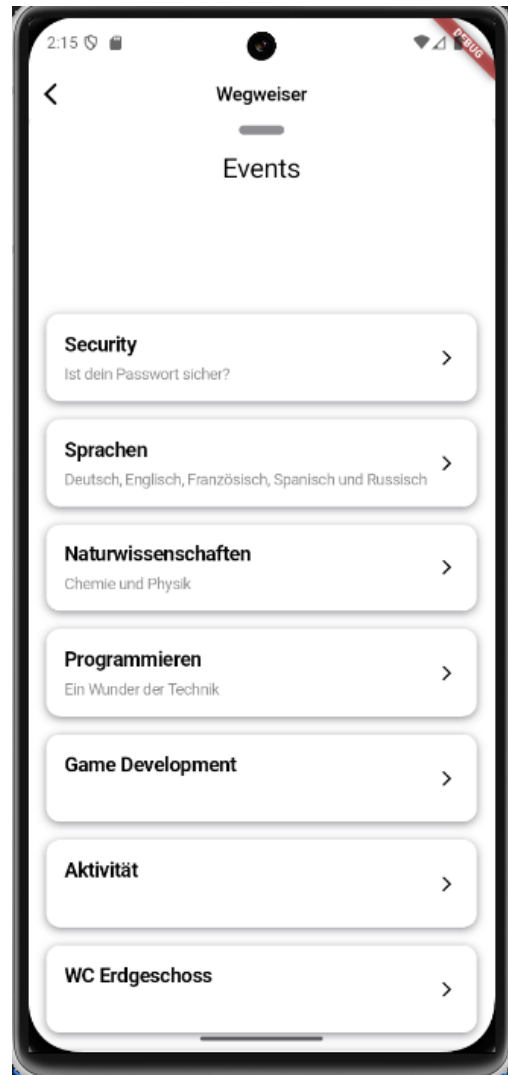 2:15
DEBUG
Wegweiser
Events
Security
Ist dein Passwort sicher?
Sprachen
Deutsch, Englisch, Französisch, Spanisch und Russisch
Naturwissenschaften
Chemie und Physik
Programmieren
Ein Wunder der Technik
Game Development
Aktivität
WC Erdgeschoss